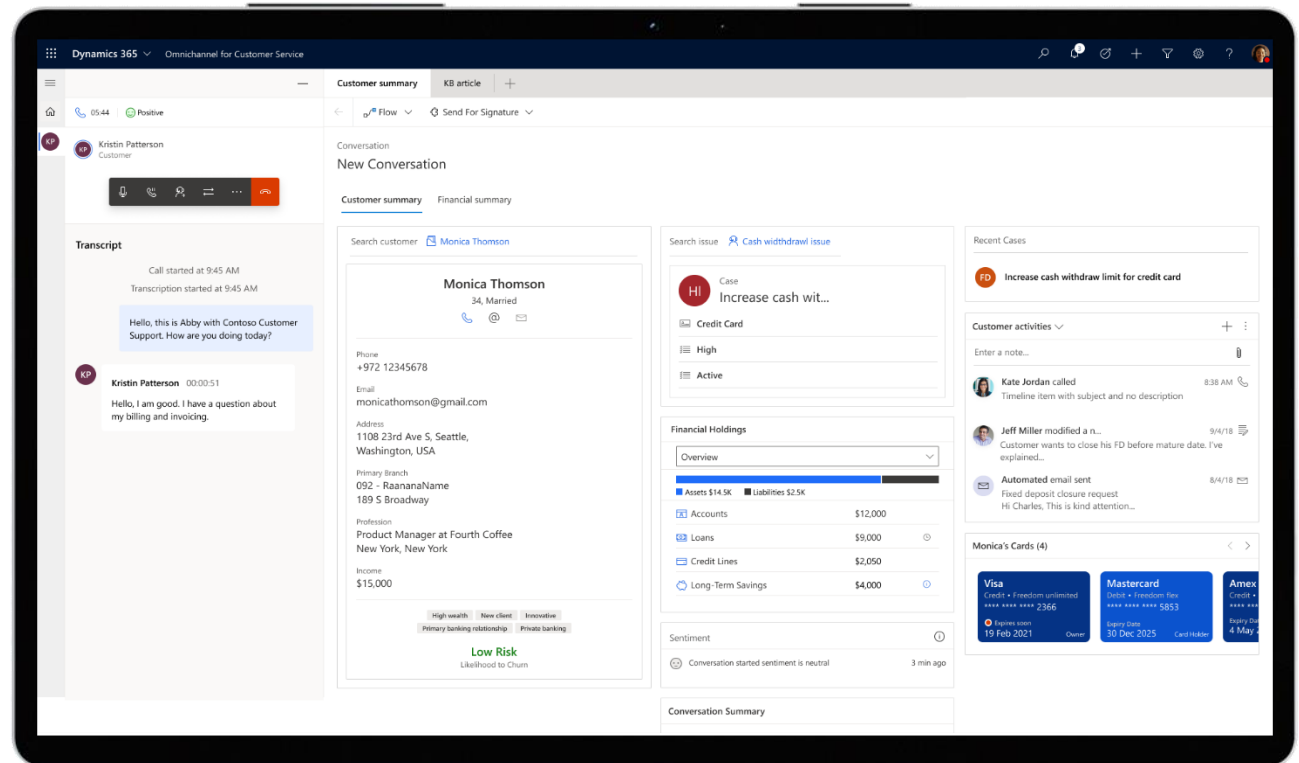 Dynamics 365
Omnichannel for Customer Service
3
Customer summary
KB article
05:44
Positive
Flow
Send For Signature
KP
KP
Kristin Patterson
Customer
Conversation
New Conversation
Customer summary
Financial summary
Transcript
Call started at 9:45 AM
Transcription started at 9:45 AM
Hello, this is Abby with Contoso Customer
Support. How are you doing today?
KP
Kristin Patterson 00:00:51
Hello, I am good. I have a question about
my billing and invoicing.
Search customer
Monica Thomson
Monica Thomson
34, Married
Phone
+972 12345678
Email
monicathomson@gmail.com
Address
1108 23rd Ave S, Seattle,
Washington, USA
Primary Branch
092 - RaananaName
189 S Broadway
Profession
Product Manager at Fourth Coffee
New York, New York
Income
$15,000
High wealth
New client
Innovative
Primary banking relationship
Private banking
Low Risk
Likelihood to Churn
Search issue
Cash widthdrawl issue
HI
Case
Increase cash wit...
Credit Card
High
Active
Financial Holdings
Overview
Assets $14.5K
Liabilities $2.5K
Accounts $12,000
Loans $9,000
Credit Lines $2,050
Long-Term Savings $4,000
Sentiment
Conversation started sentiment is neutral
3 min ago
Conversation Summary
Recent Cases
FD
Increase cash withdraw limit for credit card
Customer activities
Enter a note...
Kate Jordan called
8:38 AM
Timeline item with subject and no description
Jeff Miller modified a n...
9/4/18
Customer wants to close his FD before mature date. I've
explained...
Automated email sent
8/4/18
Fixed deposit closure request
Hi Charles, This is kind attention...
Monica's Cards (4)
Visa
Credit • Freedom unlimited
**** **** **** 2366
Expires soon
19 Feb 2021
Owner
Mastercard
Debit • Freedom flex
**** **** **** 5853
Expiry Date
30 Dec 2025
Card Holder
Amex
Credit •
**** ***
Expiry Da
4 May